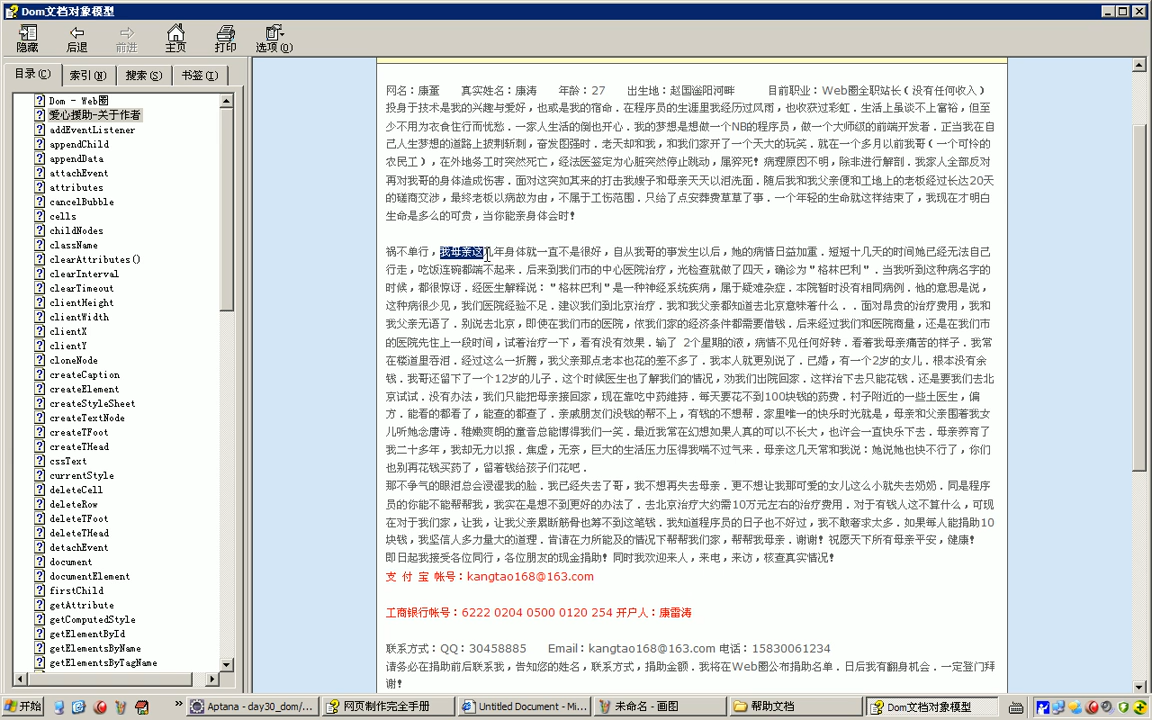 Dom文档对象模型
隐藏
后退
前进
主页
打印
选项(O)
目录(C)
索引(N)
搜索(S)
书签(I)
Dom - Web圈
爱心援助-关于作者
addEventListener
appendChild
appendData
attachEvent
attributes
cancelBubble
cells
childNodes
className
clearAttributes()
clearInterval
clearTimeout
clientHeight
clientWidth
clientX
clientY
cloneNode
createCaption
createElement
createStyleSheet
createTextNode
createTFoot
createTHead
cssText
currentStyle
deleteCell
deleteRow
deleteTFoot
deleteTHead
detachEvent
document
documentElement
firstChild
getAttribute
getComputedStyle
getElementById
getElementsByName
getElementsByTagName
网名：康董 真实姓名：康涛 年龄：27 出生地：赵国滏阳河畔 目前职业：Web圈全职站长（没有任何收入）
投身于技术是我的兴趣与爱好，也或是我的宿命．在程序员的生涯里我经历过风雨，也收获过彩虹．生活上虽谈不上富裕，但至
少不用为衣食住行而忧愁．一家人生活的倒也开心．我的梦想是想做一个NB的程序员，做一个大师级的前端开发者．正当我在自
己人生梦想的道路上披荆斩刺，奋发图强时．老天却和我，和我们家开了一个天大的玩笑．就在一个多月以前我哥（一个可怜的
农民工），在外地务工时突然死亡，经法医签定为心脏突然停止跳动，属猝死！病理原因不明，除非进行解剖．我家人全部反对
再对我哥的身体造成伤害．面对这突如其来的打击我嫂子和母亲天天以泪洗面．随后我和我父亲便和工地上的老板经过长达20天
的磋商交涉，最终老板以病故为由，不属于工伤范围．只给了点安葬费草草了事．一个年轻的生命就这样结束了，我现在才明白
生命是多么的可贵，当你能亲身体会时！
祸不单行，我母亲这几年身体就一直不是很好，自从我哥的事发生以后，她的病情日益加重．短短十几天的时间她已经无法自己
行走，吃饭连碗都端不起来．后来到我们市的中心医院治疗，光检查就做了四天，确诊为"格林巴利"．当我听到这种病名字的
时候，都很惊讶．经医生解释说："格林巴利"是一种神经系统疾病，属于疑难杂症．本院暂时没有相同病例．他的意思是说，
这种病很少见，我们医院经验不足．建议我们到北京治疗．我和我父亲都知道去北京意味着什么．．面对昂贵的治疗费用，我和
我父亲无语了．别说去北京，即使在我们市的医院，依我们家的经济条件都需要借钱．后来经过我们和医院商量，还是在我们市
的医院先住上一段时间，试着治疗一下，看有没有效果．输了 2个星期的液，病情不见任何好转．看着我母亲痛苦的样子．我常
在楼道里吞泪．经过这么一折腾，我父亲那点老本也花的差不多了．我本人就更别说了．已婚，有一个2岁的女儿．根本没有余
钱．我哥还留下了一个12岁的儿子．这个时候医生也了解我们的情况，劝我们出院回家．这样治下去只能花钱．还是要我们去北
京试试．没有办法，我们只能把母亲接回家，现在靠吃中药维持．每天要花不到100块钱的药费．村子附近的一些土医生，偏
方．能看的都看了，能查的都查了．亲戚朋友们没钱的帮不上，有钱的不想帮．家里唯一的快乐时光就是，母亲和父亲围着我女
儿听她念唐诗．稚嫩爽朗的童音总能博得我们一笑．最近我常在幻想如果人真的可以不长大，也许会一直快乐下去．母亲养育了
我二十多年，我却无力以报．焦虑，无奈，巨大的生活压力压得我喘不过气来．母亲这几天常和我说：她说她也快不行了，你们
也别再花钱买药了，留着钱给孩子们花吧．
那不争气的眼泪总会浸湿我的脸．我已经失去了哥，我不想再失去母亲．更不想让我那可爱的女儿这么小就失去奶奶．同是程序
员的你能不能帮帮我，我实在是想不到更好的办法了．去北京治疗大约需10万元左右的治疗费用．对于有钱人这不算什么，可现
在对于我们家，让我，让我父亲累断筋骨也筹不到这笔钱．我知道程序员的日子也不好过，我不敢奢求太多．如果每人能捐助10
块钱，我坚信人多力量大的道理．肯请在力所能及的情况下帮帮我们家，帮帮我母亲．谢谢！祝愿天下所有母亲平安，健康！
即日起我接受各位同行，各位朋友的现金捐助！同时我欢迎来人，来电，来访，核查真实情况！
支 付 宝 帐号：kangtao168@163.com
工商银行帐号：6222 0204 0500 0120 254 开户人：康雷涛
联系方式：QQ：30458885 Email：kangtao168@163.com 电话：15830061234
请务必在捐助前后联系我，告知您的姓名，联系方式，捐助金额．我将在Web圈公布捐助名单．日后我有翻身机会．一定登门拜
谢！
开始
Aptana - day30_dom/...
网页制作完全手册
Untitled Document - Mi...
未命名 - 画图
帮助文档
Dom文档对象模型